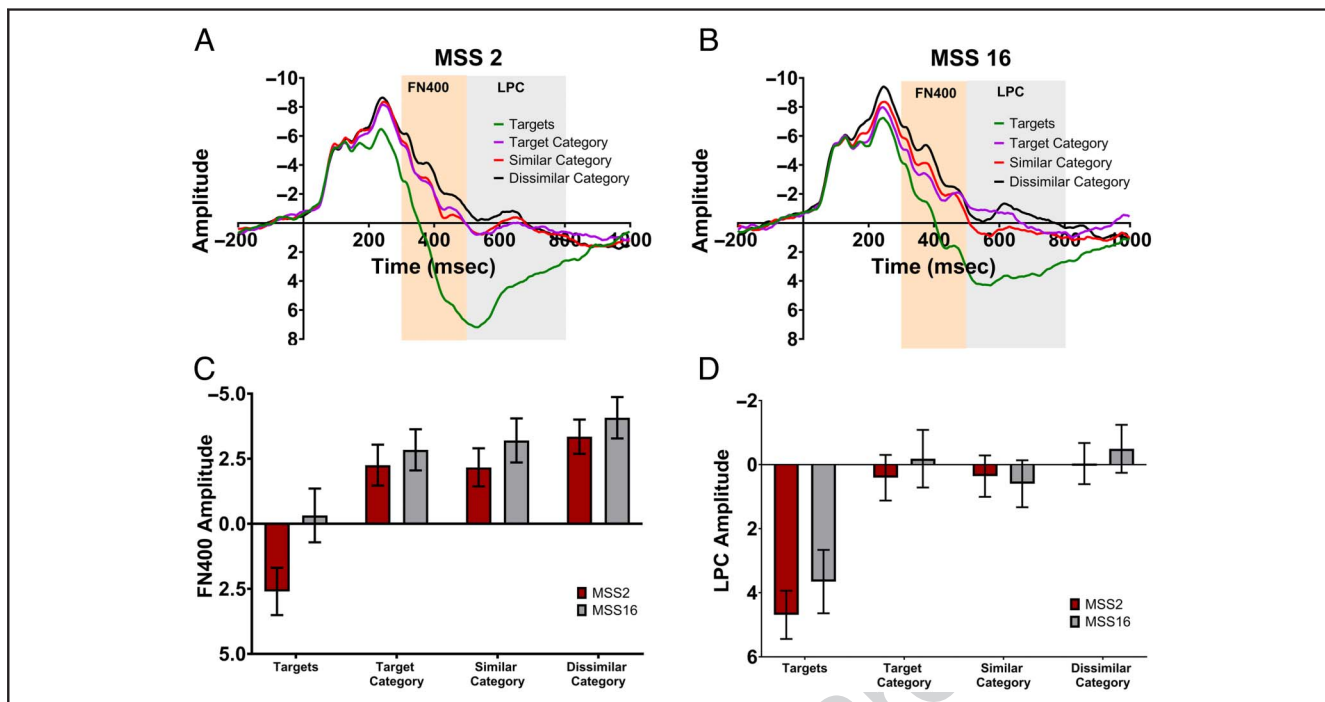 A
MSS 2
−10
−8
−6
−4
−2
2
4
6
8
Amplitude
FN400
LPC
Targets
Target Category
Similar Category
Dissimilar Category
−200
200
400
600
800
Time (msec)
B
MSS 16
−10
−8
−6
−4
−2
2
4
6
8
Amplitude
FN400
LPC
Targets
Target Category
Similar Category
Dissimilar Category
−200
200
400
600
800
Time (msec)
C
−5.0
−2.5
0.0
2.5
5.0
FN400 Amplitude
MSS2
MSS16
Targets
Target
Category
Similar
Category
Dissimilar
Category
D
−2
0
2
4
6
LPC Amplitude
MSS2
MSS16
Targets
Target
Category
Similar
Category
Dissimilar
Category